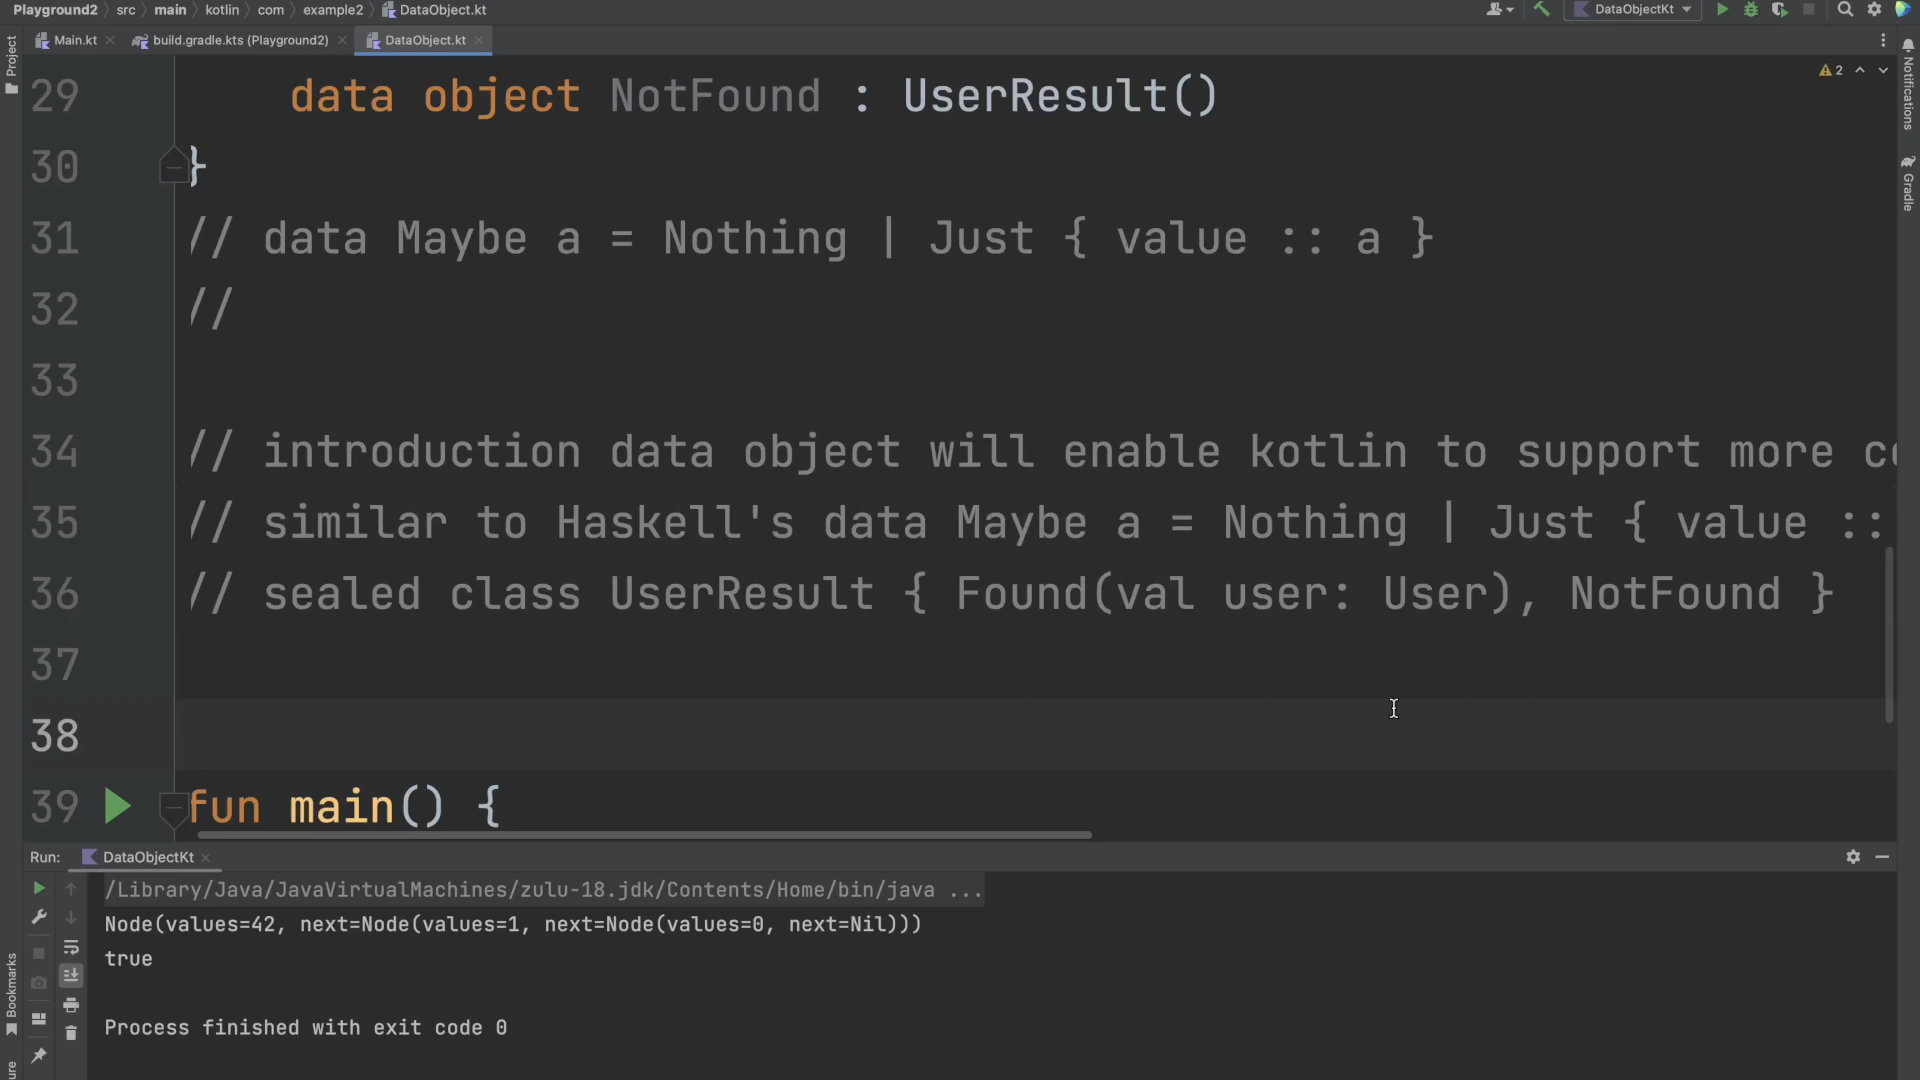 Playground2 src main kotlin com example2 DataObject.kt
DataObjectKt
Main.kt build.gradle.kts (Playground2) DataObject.kt
Project
Notifications
Gradle
2
29 data object NotFound : UserResult()
30 }
31 // data Maybe a = Nothing | Just { value :: a }
32 //
33
34 // introduction data object will enable kotlin to support more
35 // similar to Haskell's data Maybe a = Nothing | Just { value ::
36 // sealed class UserResult { Found(val user: User), NotFound }
37
38
39 fun main() {
Run: DataObjectKt
/Library/Java/JavaVirtualMachines/zulu-18.jdk/Contents/Home/bin/java ...
Node(values=42, next=Node(values=1, next=Node(values=0, next=Nil)))
true
Process finished with exit code 0
Bookmarks